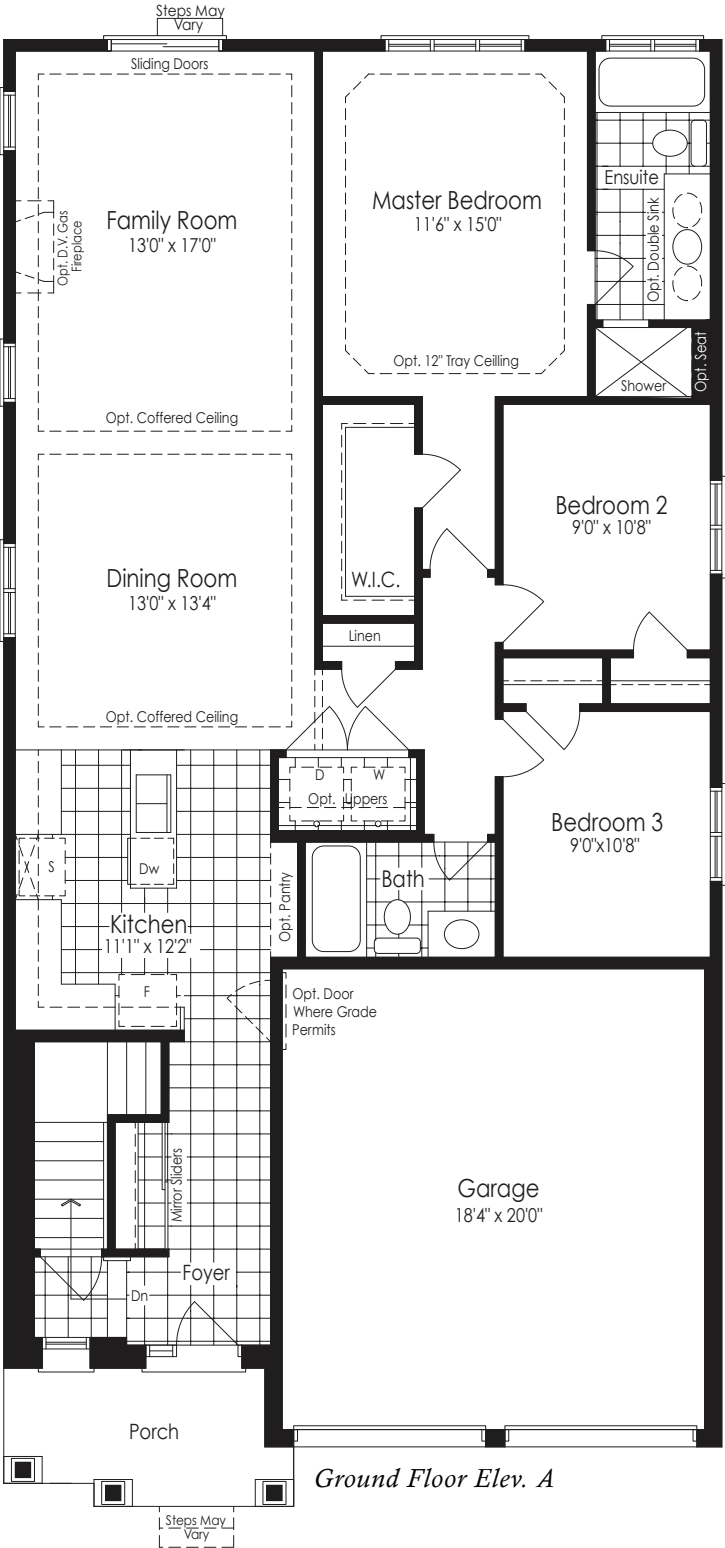 Steps May
Vary
Sliding Doors
Family Room
13'0" x 17'0"
Opt. D.V. Gas
Fireplace
Opt. Coffered Ceiling
Master Bedroom
11'6" x 15'0"
Opt. 12" Tray Ceilling
Ensuite
Opt. Double Sink
Shower
Opt. Seat
Dining Room
13'0" x 13'4"
Opt. Coffered Ceiling
W.I.C.
Linen
Bedroom 2
9'0" x 10'8"
D
W
Opt. Uppers
Bedroom 3
9'0"x10'8"
Bath
S
Dw
Kitchen
11'1" x 12'2"
Opt. Pantry
F
Opt. Door
Where Grade
Permits
Mirror Sliders
Garage
18'4" x 20'0"
Foyer
Dn
Porch
Ground Floor Elev. A
Steps May
Vary